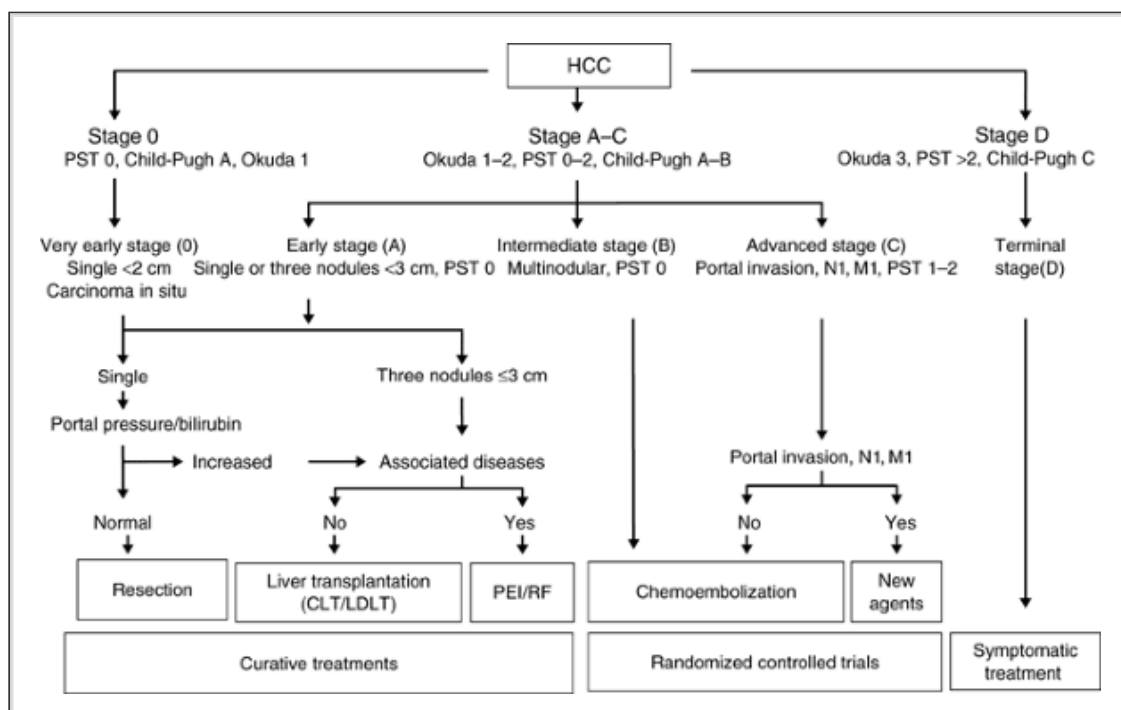 HCC
Stage 0
PST 0, Child-Pugh A, Okuda 1
Stage A–C
Okuda 1–2, PST 0–2, Child-Pugh A–B
Stage D
Okuda 3, PST >2, Child-Pugh C
Very early stage (0)
Single <2 cm
Carcinoma in situ
Early stage (A)
Single or three nodules <3 cm, PST 0
Intermediate stage (B)
Multinodular, PST 0
Advanced stage (C)
Portal invasion, N1, M1, PST 1–2
Terminal
stage(D)
Single
Three nodules ≤3 cm
Portal pressure/bilirubin
Increased
Associated diseases
Portal invasion, N1, M1
Normal
No
Yes
No
Yes
Resection
Liver transplantation
(CLT/LDLT)
PEI/RF
Chemoembolization
New
agents
Curative treatments
Randomized controlled trials
Symptomatic
treatment